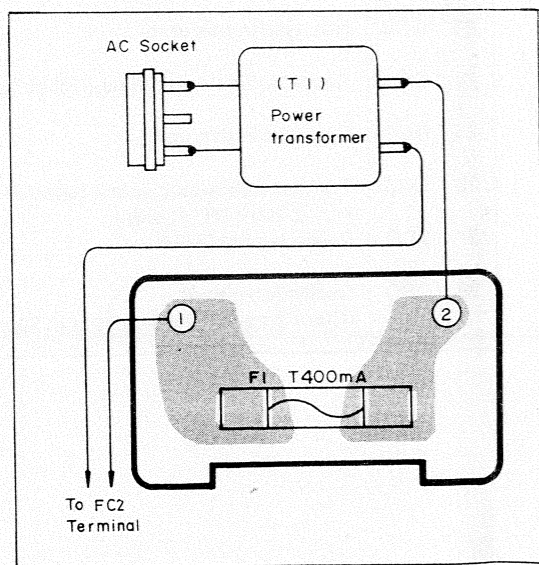 AC Socket
(T1)
Power
transformer
1
2
F1 T400mA
To FC2
Terminal